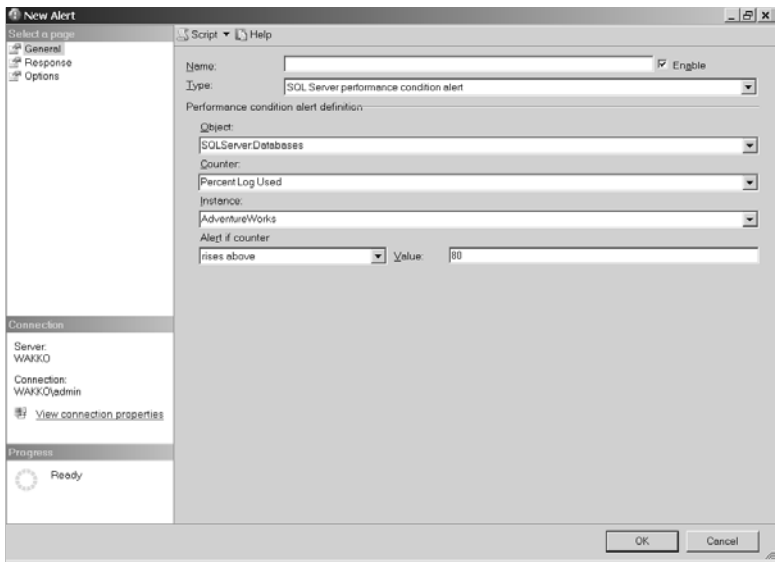 New Alert
Select a page
General
Response
Options
Script Help
Name:
Enable
Type:
SQL Server performance condition alert
Performance condition alert definition
Object:
SQLServer:Databases
Counter:
Percent Log Used
Instance:
AdventureWorks
Alert if counter
rises above
Value:
80
Connection
Server:
WAKKO
Connection:
WAKKO\admin
View connection properties
Progress
Ready
OK
Cancel